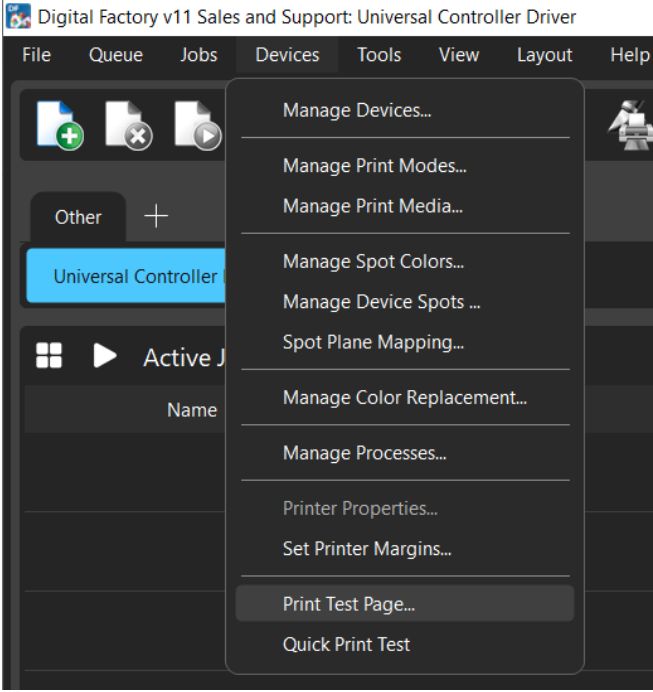 Digital Factory v11 Sales and Support: Universal Controller Driver
File Queue Jobs Devices Tools View Layout Help
Manage Devices...
Manage Print Modes...
Manage Print Media...
Other
Manage Spot Colors...
Universal Controller
Manage Device Spots ...
Spot Plane Mapping...
Active J
Manage Color Replacement...
Name
Manage Processes...
Printer Properties...
Set Printer Margins...
Print Test Page...
Quick Print Test